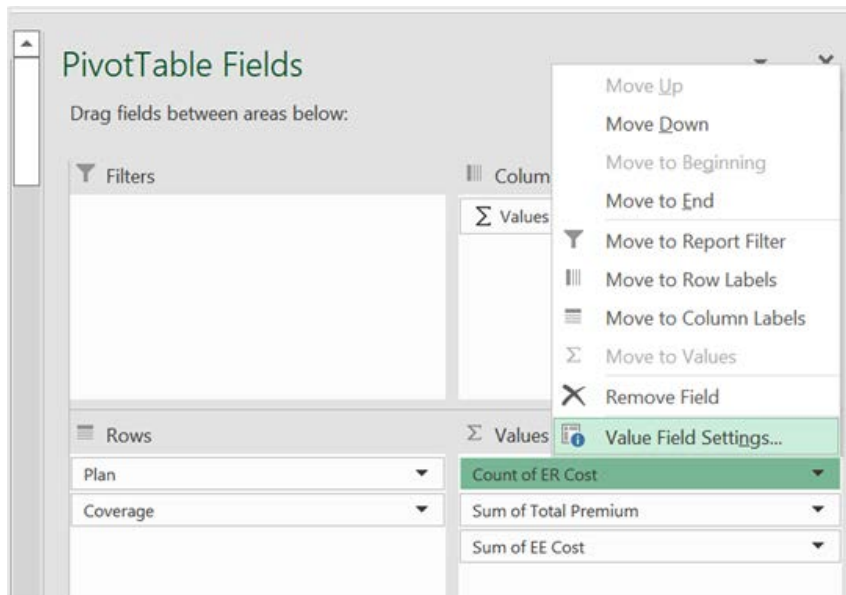 PivotTable Fields
Drag fields between areas below:
Filters
Colum
Σ Values
Move Up
Move Down
Move to Beginning
Move to End
Move to Report Filter
Move to Row Labels
Move to Column Labels
Σ Move to Values
Remove Field
Value Field Settings...
Rows
Plan
Coverage
Σ Values
Count of ER Cost
Sum of Total Premium
Sum of EE Cost